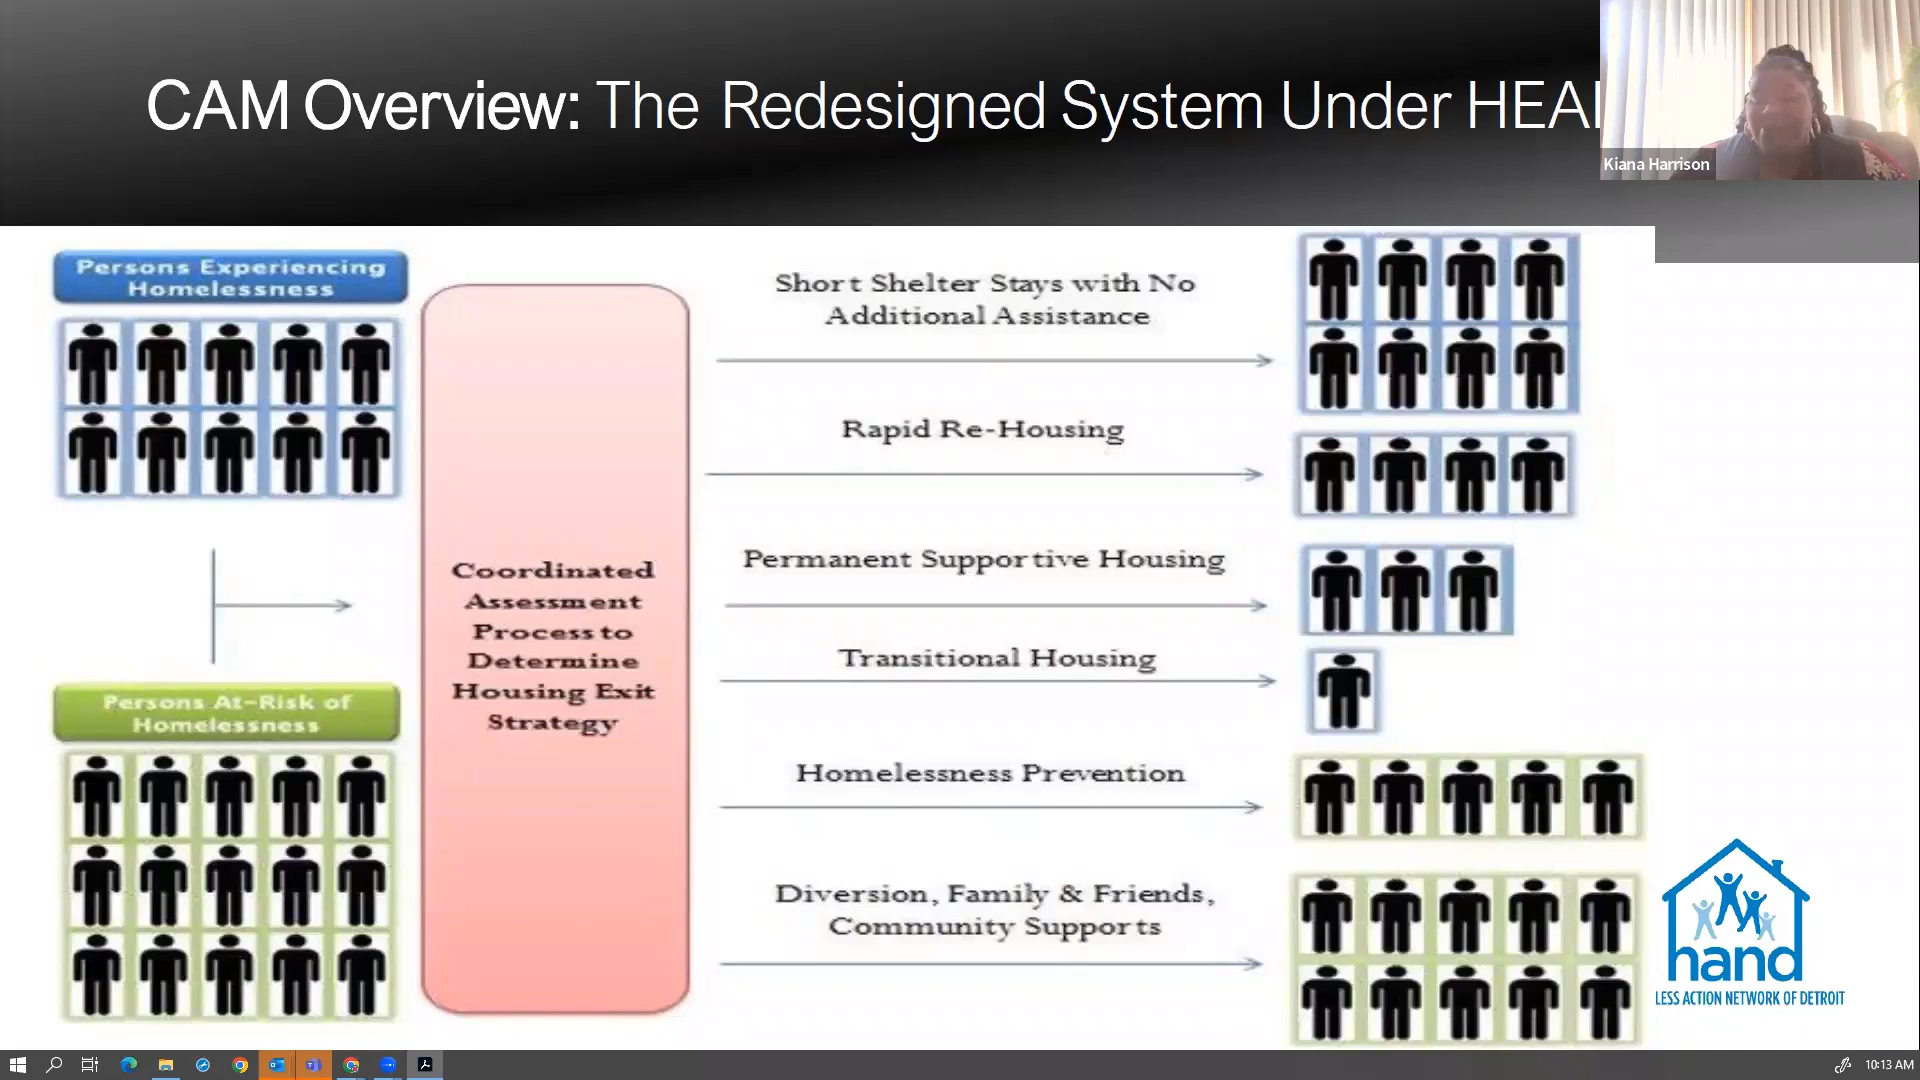 CAM Overview: The Redesigned System Under HEA
Kiana Harrison
Persons Experiencing
Homelessness
Persons At-Risk of
Homelessness
Coordinated
Assessment
Process to
Determine
Housing Exit
Strategy
Short Shelter Stays with No
Additional Assistance
Rapid Re-Housing
Permanent Supportive Housing
Transitional Housing
Homelessness Prevention
Diversion, Family & Friends,
Community Supports
hand
LESS ACTION NETWORK OF DETROIT
10:13 AM